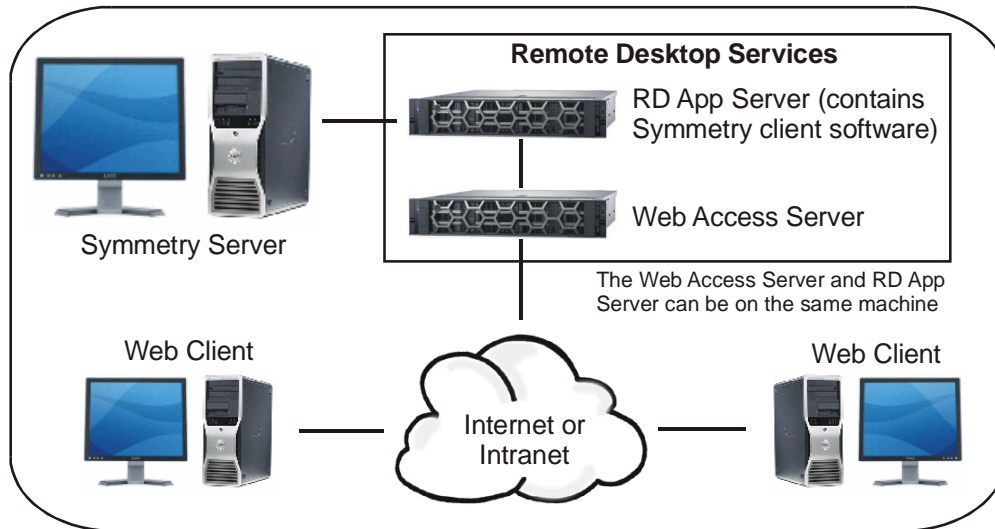 Remote Desktop Services
RD App Server (contains
Symmetry client software)
Symmetry Server
Web Access Server
The Web Access Server and RD App
Server can be on the same machine
Web Client
Web Client
Internet or
Intranet